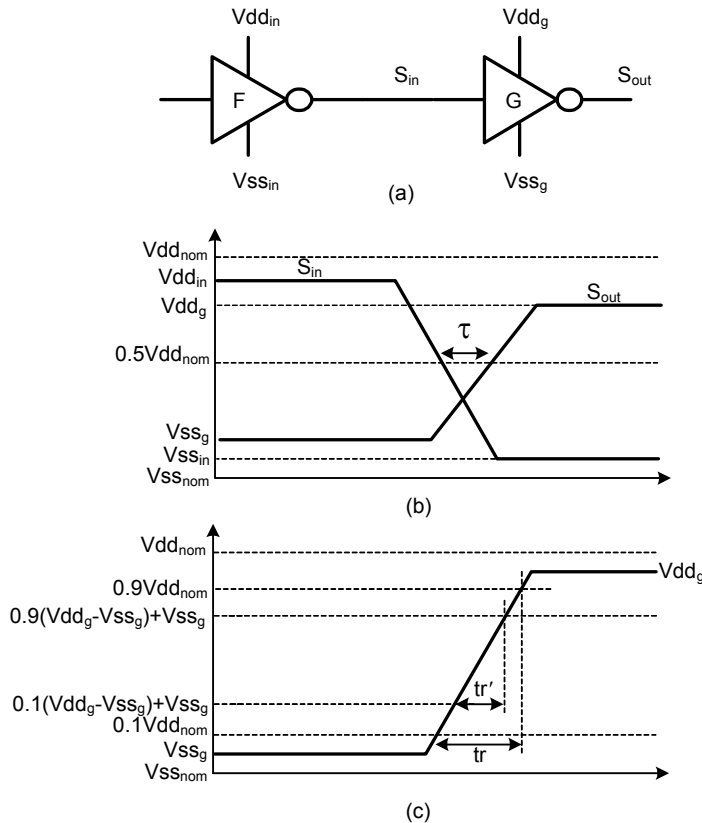 Vdd_in Vdd_g
F S_in G S_out
Vss_in Vss_g
(a)
Vdd_nom
Vdd_in S_in
Vdd_g S_out
τ
0.5Vdd_nom
Vss_g
Vss_in
Vss_nom
(b)
Vdd_nom
Vdd_g
0.9Vdd_nom
0.9(Vdd_g-Vss_g)+Vss_g
0.1(Vdd_g-Vss_g)+Vss_g tr'
0.1Vdd_nom
Vss_g tr
Vss_nom
(c)